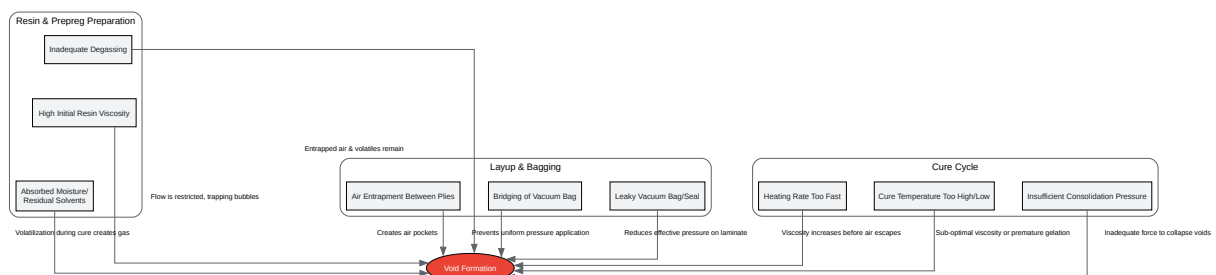 Resin & Prepreg Preparation
Inadequate Degassing
High Initial Resin Viscosity
Entrapped air & volatiles remain
Layup & Bagging
Cure Cycle
Absorbed Moisture/
Residual Solvents
Flow is restricted, trapping bubbles
Air Entrapment Between Plies
Bridging of Vacuum Bag
Leaky Vacuum Bag/Seal
Heating Rate Too Fast
Cure Temperature Too High/Low
Insufficient Consolidation Pressure
Volatilization during cure creates gas
Creates air pockets
Prevents uniform pressure application
Reduces effective pressure on laminate
Viscosity increases before air escapes
Sub-optimal viscosity or premature gelation
Inadequate force to collapse voids
Void Formation